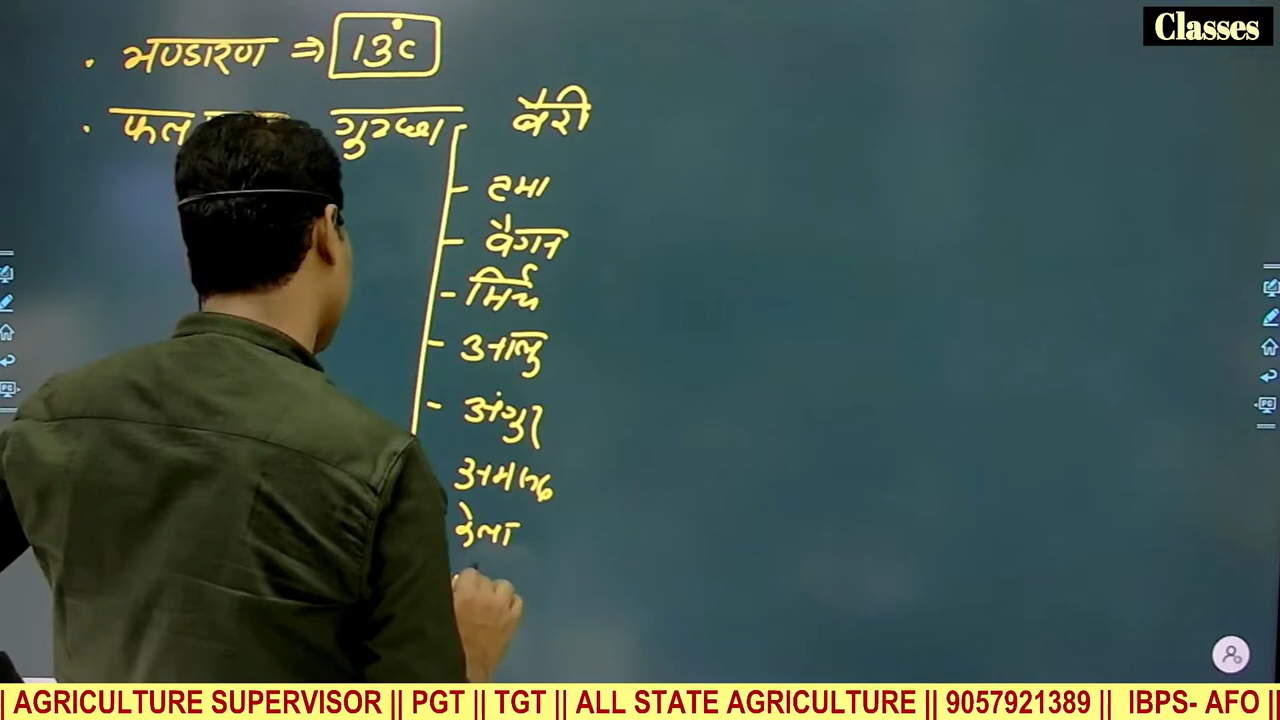 Classes
• भण्डारण ⇒ 13°c
• फल गुदाद्य बैरी
- टमा
- बैगन
- मिर्च
- आलु
- अंगुर
अमरूद
केला
|| AGRICULTURE SUPERVISOR || PGT || TGT || ALL STATE AGRICULTURE || 9057921389 || IBPS- AFO ||